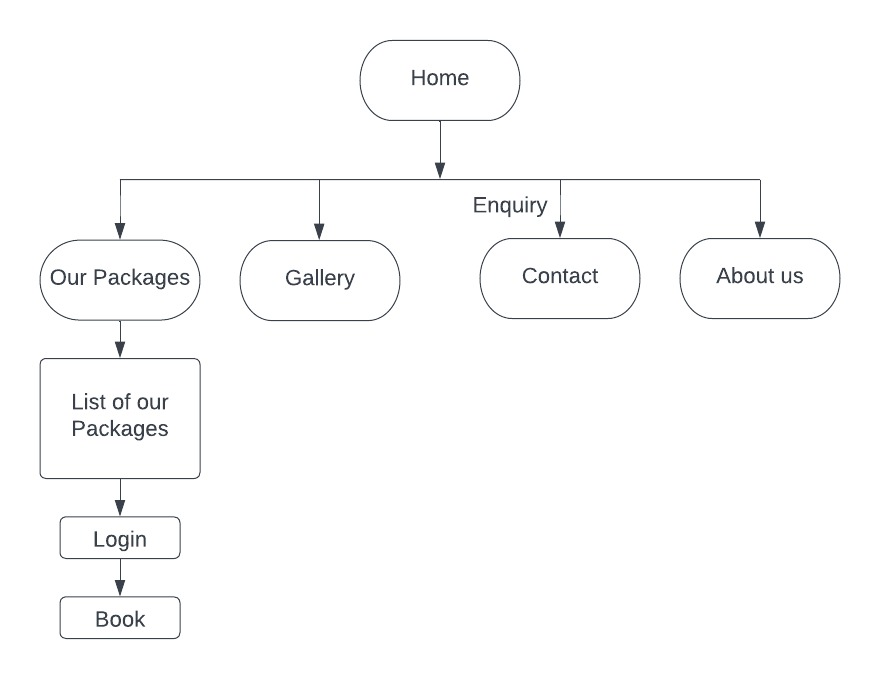 Home
Enquiry
Our Packages
Gallery
Contact
About us
List of our
Packages
Login
Book